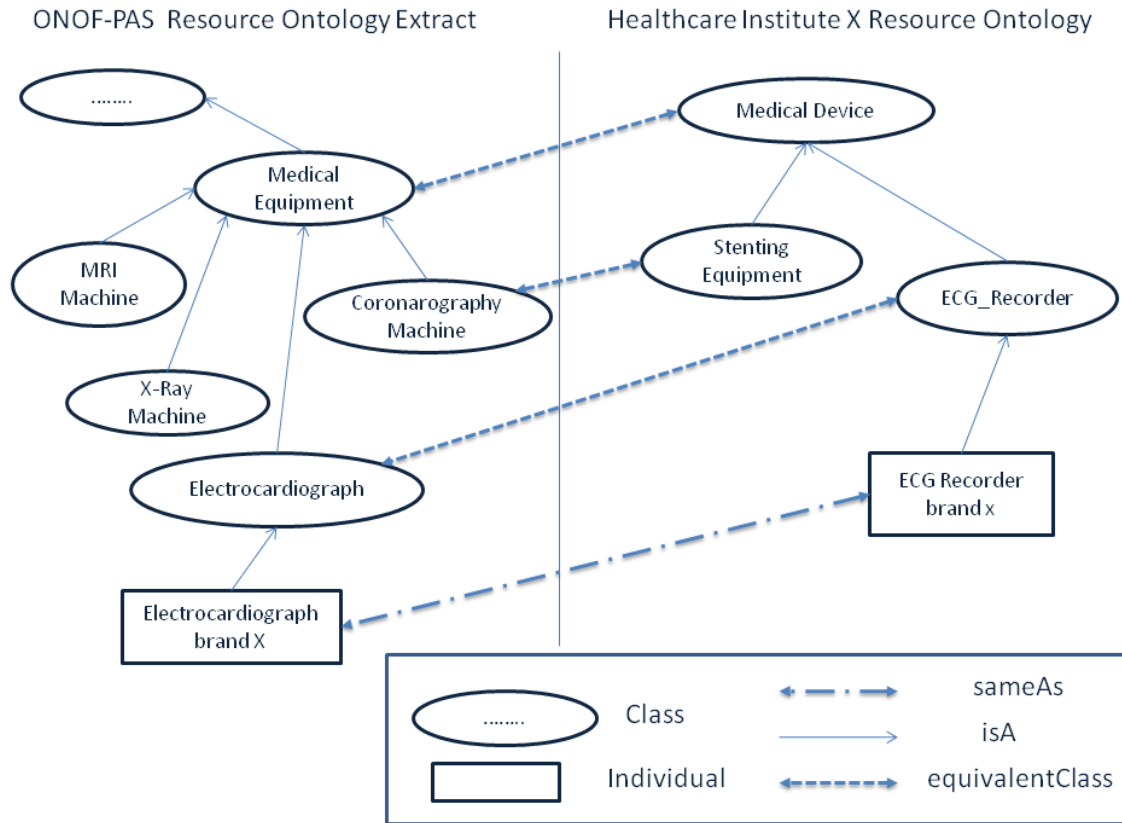 ONOF-PAS Resource Ontology Extract
Healthcare Institute X Resource Ontology
........
Medical Device
Medical
Equipment
MRI
Machine
Stenting
Equipment
Coronarography
Machine
ECG_Recorder
X-Ray
Machine
Electrocardiograph
ECG Recorder
brand x
Electrocardiograph
brand X
........
Class
Individual
sameAs
isA
equivalentClass